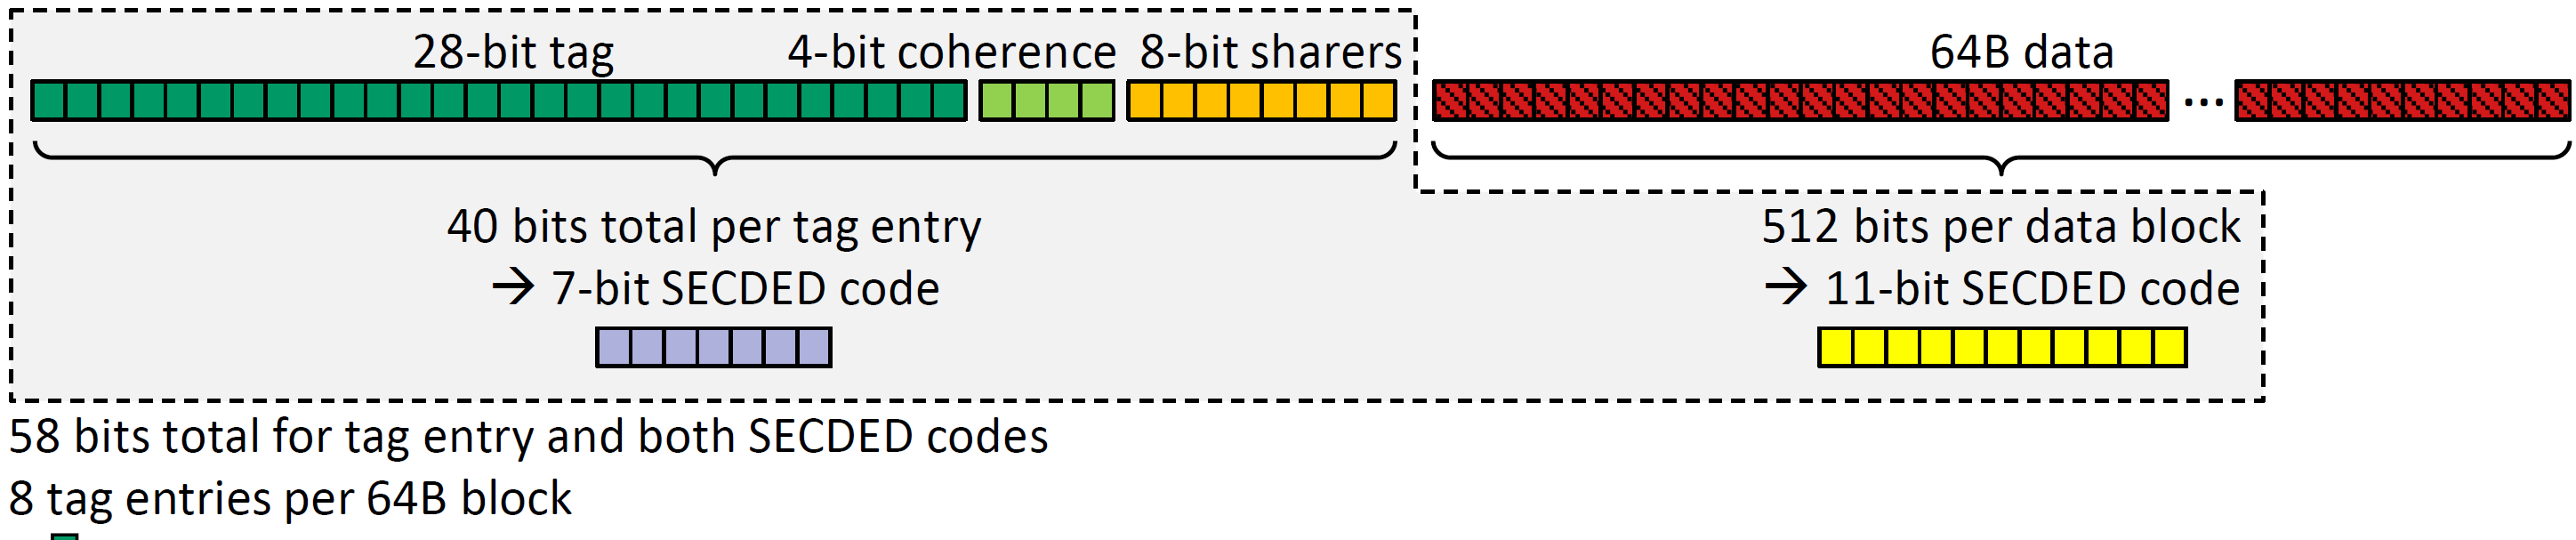 28-bit tag 4-bit coherence 8-bit sharers 64B data
...
40 bits total per tag entry 512 bits per data block
→ 7-bit SECDED code → 11-bit SECDED code
58 bits total for tag entry and both SECDED codes
8 tag entries per 64B block